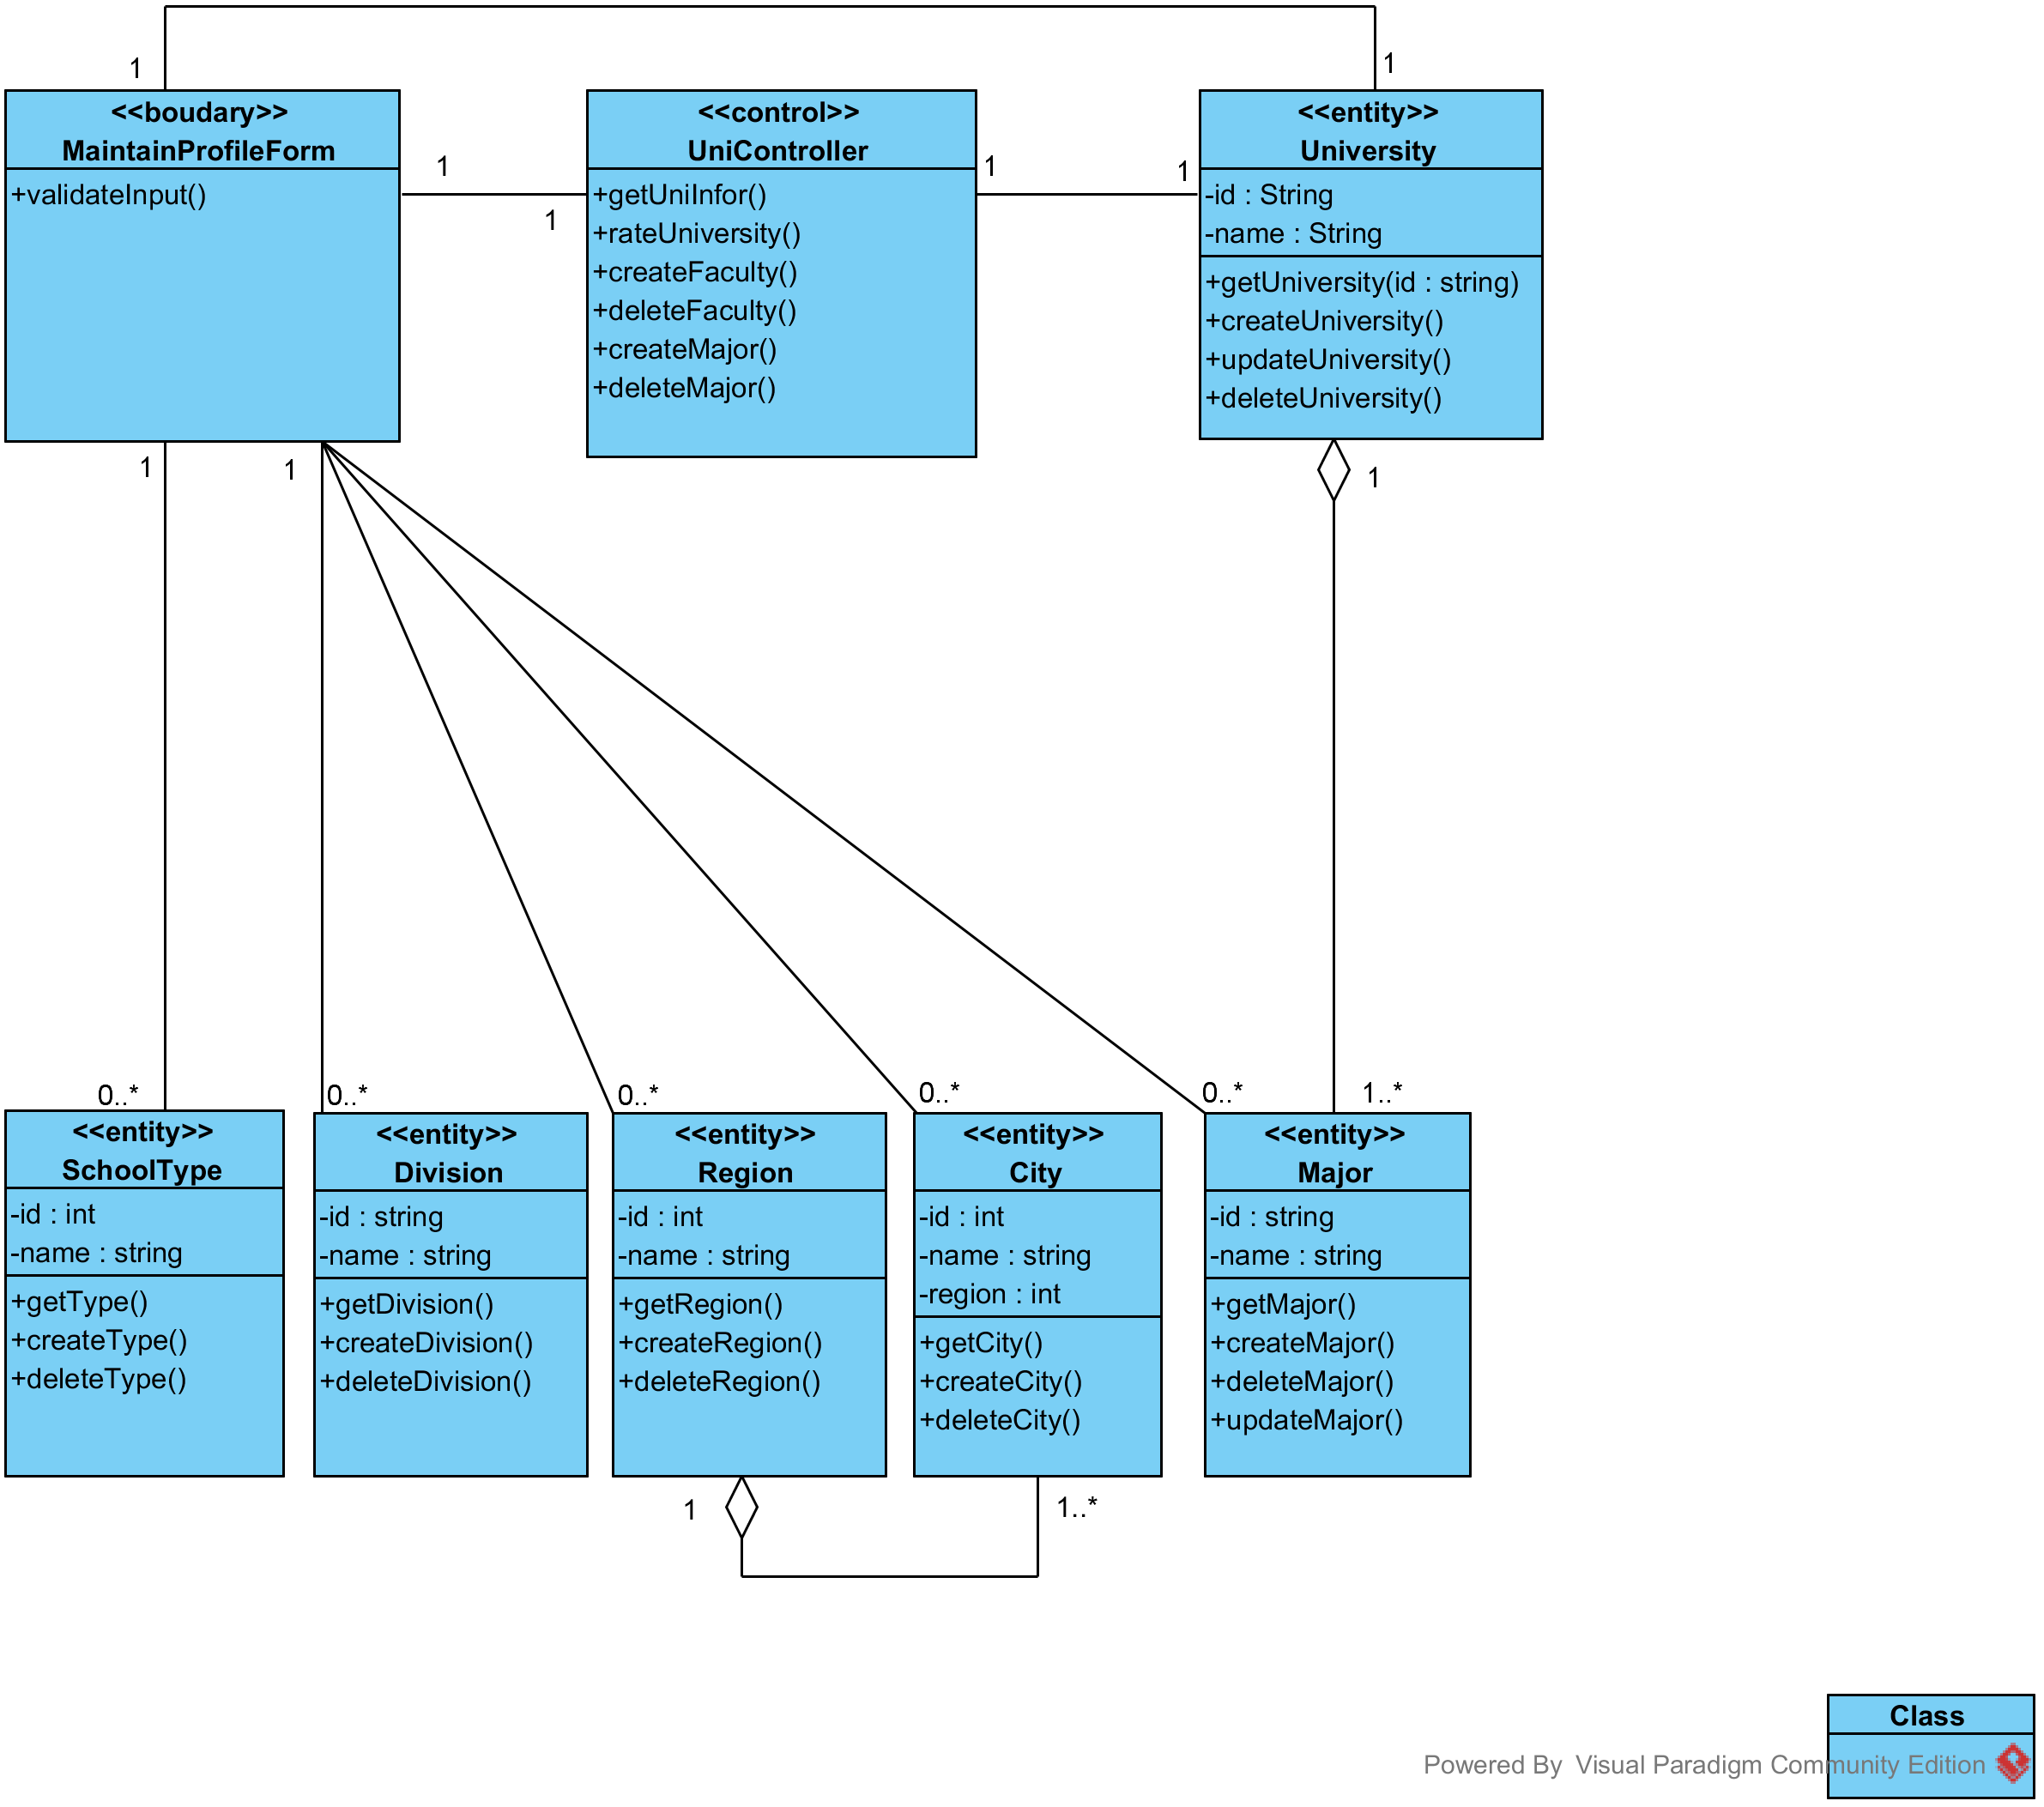 1
1
<<boudary>>
MaintainProfileForm
+validateInput()
1
1
<<control>>
UniController
+getUniInfor()
+rateUniversity()
+createFaculty()
+deleteFaculty()
+createMajor()
+deleteMajor()
1
1
<<entity>>
University
-id : String
-name : String
+getUniversity(id : string)
+createUniversity()
+updateUniversity()
+deleteUniversity()
1
1
1
0..*
0..*
0..*
0..*
0..*
1..*
<<entity>>
SchoolType
-id : int
-name : string
+getType()
+createType()
+deleteType()
<<entity>>
Division
-id : string
-name : string
+getDivision()
+createDivision()
+deleteDivision()
<<entity>>
Region
-id : int
-name : string
+getRegion()
+createRegion()
+deleteRegion()
<<entity>>
City
-id : int
-name : string
-region : int
+getCity()
+createCity()
+deleteCity()
<<entity>>
Major
-id : string
-name : string
+getMajor()
+createMajor()
+deleteMajor()
+updateMajor()
1
1..*
Class
Powered By Visual Paradigm Community Edition